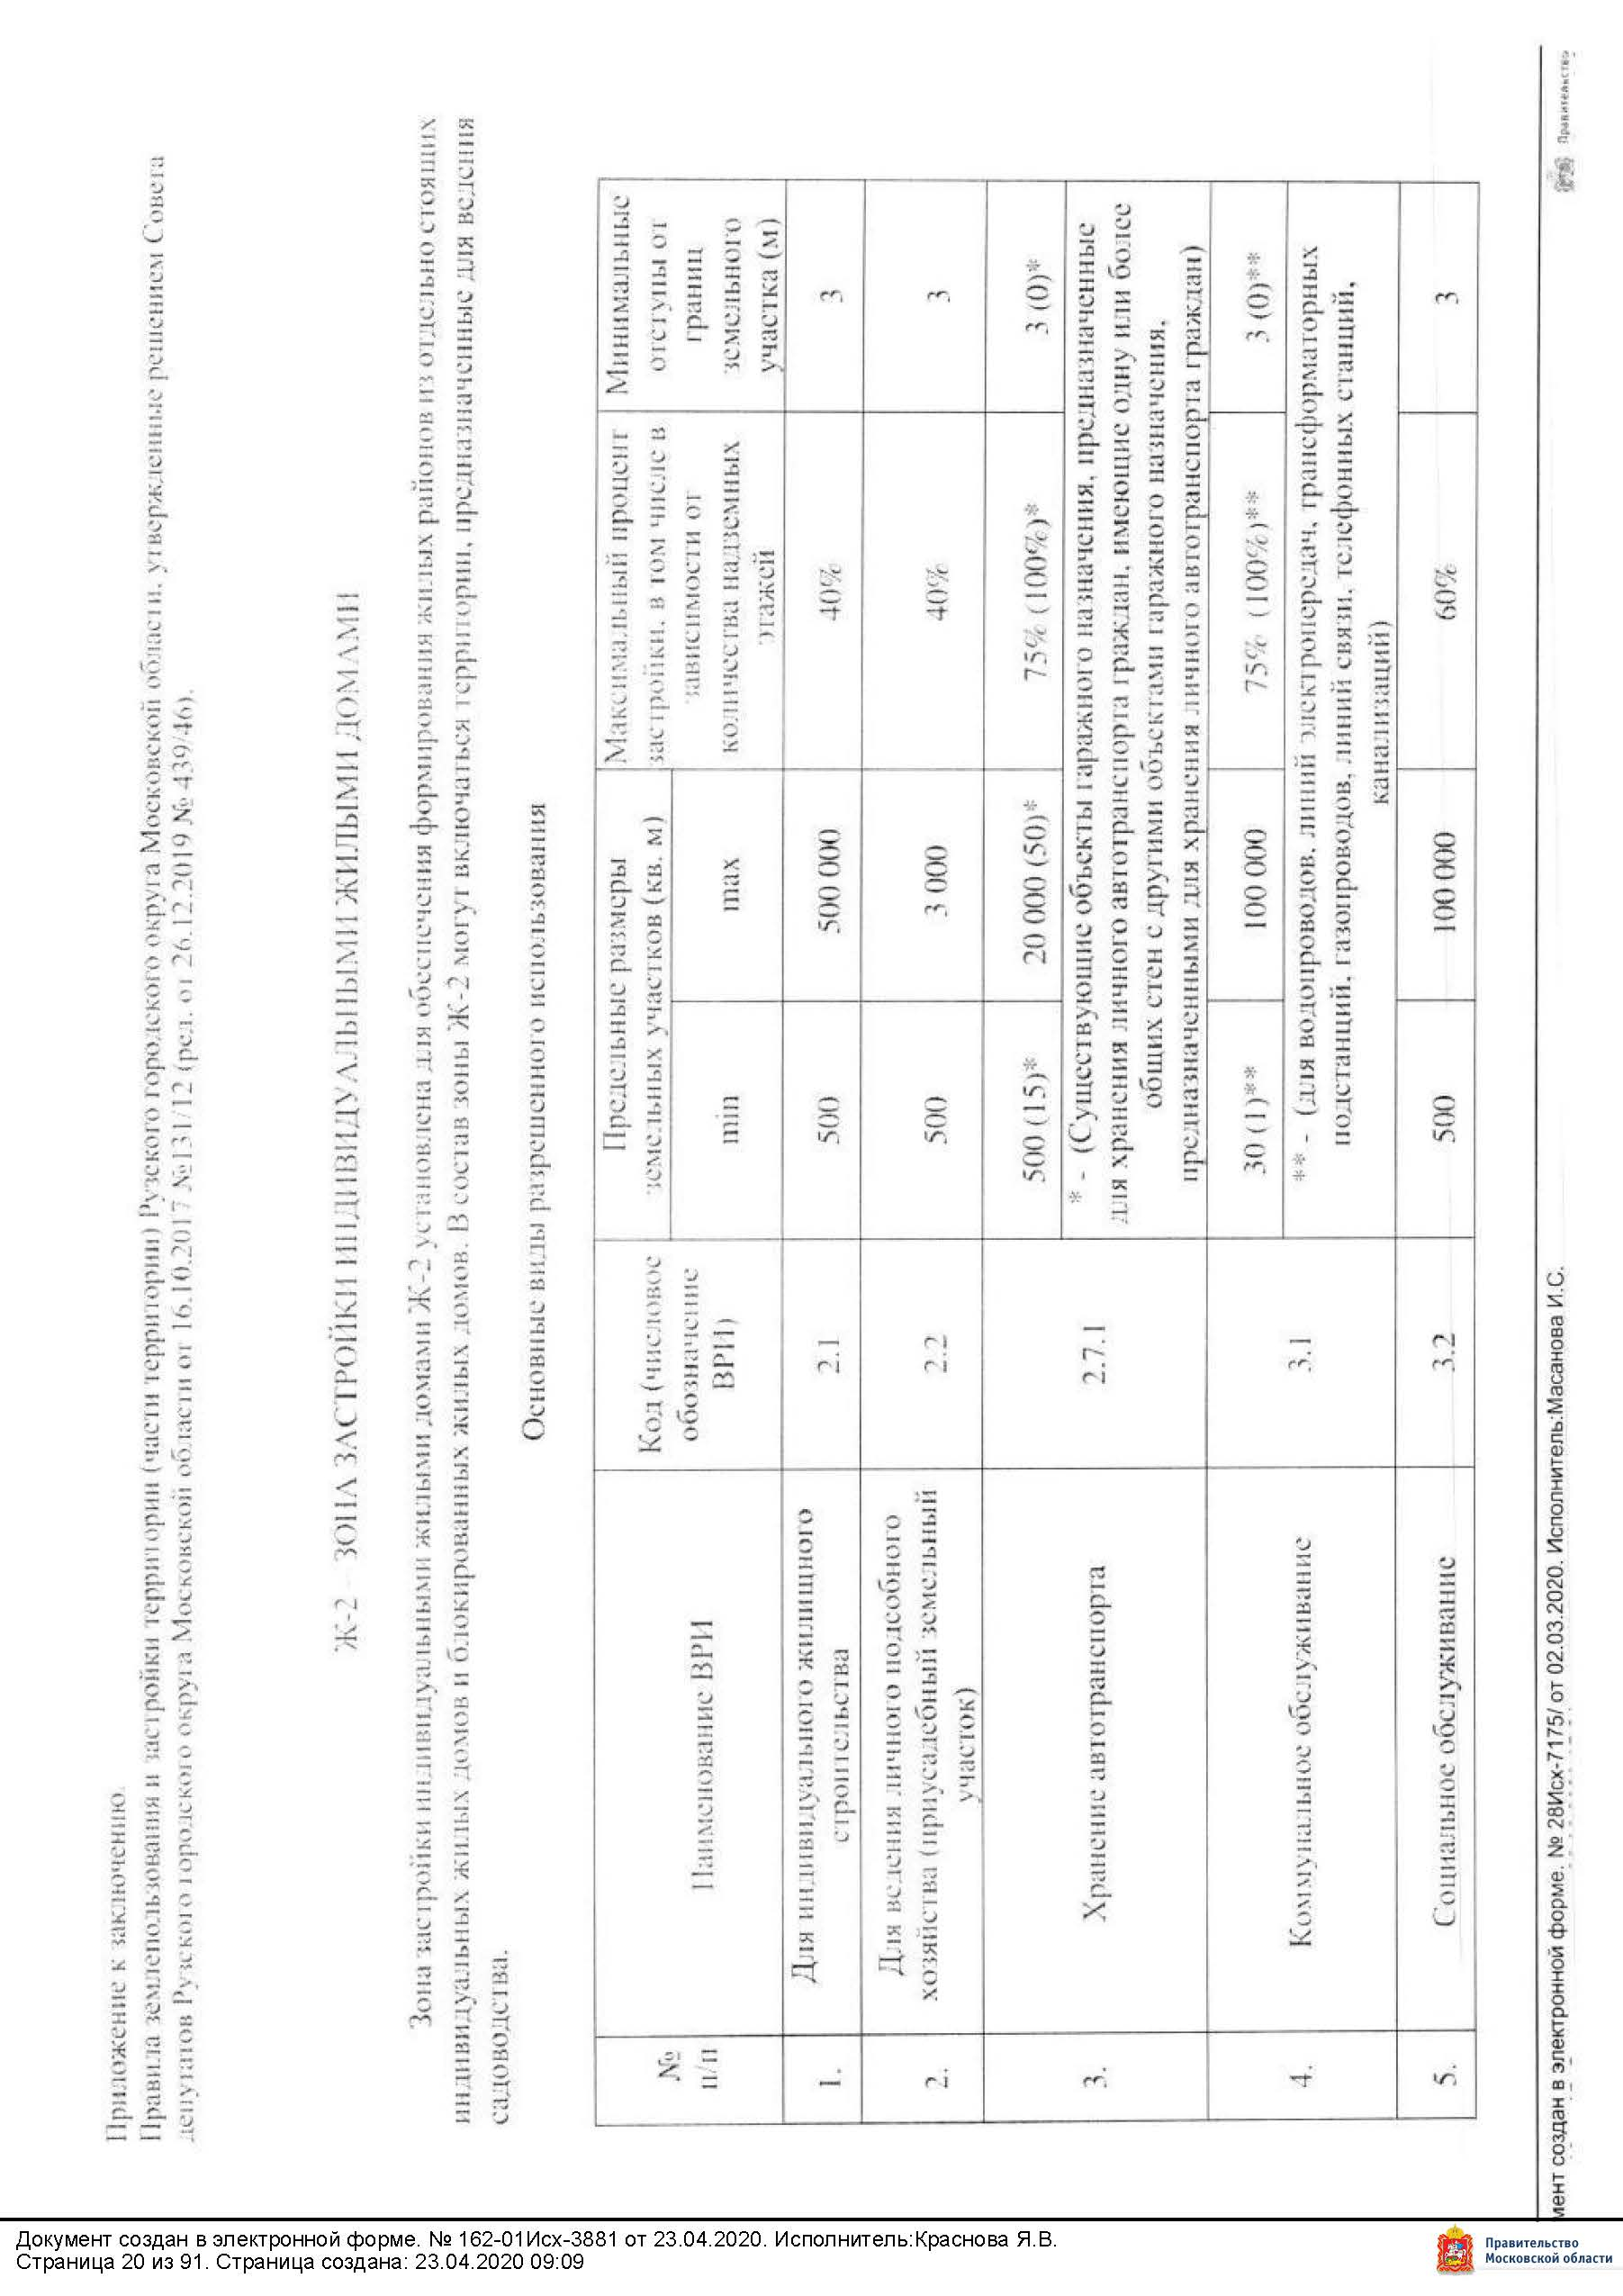 Приложение к заключению.
Правила землепользования и застройки территории (части территории) Рузского городского округа Московской области, утвержденные решением Совета
депутатов Рузского городского округа Московской области от 16.10.2017 №131/12 (ред. от 26.12.2019 № 439/46).
Ж-2 – ЗОНА ЗАСТРОЙКИ ИНДИВИДУАЛЬНЫМИ ЖИЛЫМИ ДОМАМИ
Зона застройки индивидуальными жилыми домами Ж-2 установлена для обеспечения формирования жилых районов из отдельно стоящих
индивидуальных жилых домов и блокированных жилых домов. В состав зоны Ж-2 могут включаться территории, предназначенные для ведения
садоводства.
Основные виды разрешенного использования
№
п/п
Наименование ВРИ
Код (числовое
обозначение
ВРИ)
Предельные размеры
земельных участков (кв. м)
min
max
Максимальный процент
застройки, в том числе в
зависимости от
количества надземных
этажей
Минимальные
отступы от
границ
земельного
участка (м)
1.
Для индивидуального жилищного
строительства
2.1
500
500 000
40%
3
2.
Для ведения личного подсобного
хозяйства (приусадебный земельный
участок)
2.2
500
3 000
40%
3
3.
Хранение автотранспорта
2.7.1
500 (15)*
20 000 (50)*
75% (100%)*
3 (0)*
* - (Существующие объекты гаражного назначения, предназначенные
для хранения личного автотранспорта граждан, имеющие одну или более
общих стен с другими объектами гаражного назначения,
предназначенными для хранения личного автотранспорта граждан)
4.
Коммунальное обслуживание
3.1
30 (1)**
100 000
75% (100%)**
3 (0)**
** - (для водопроводов, линий электропередач, трансформаторных
подстанций, газопроводов, линий связи, телефонных станций,
канализаций)
5.
Социальное обслуживание
3.2
500
100 000
60%
3
мент создан в электронной форме. № 28Исх-7175/ от 02.03.2020. Исполнитель:Масанова И.С.
Правительство
Документ создан в электронной форме. № 162-01Исх-3881 от 23.04.2020. Исполнитель:Краснова Я.В.
Страница 20 из 91. Страница создана: 23.04.2020 09:09
Правительство
Московской области